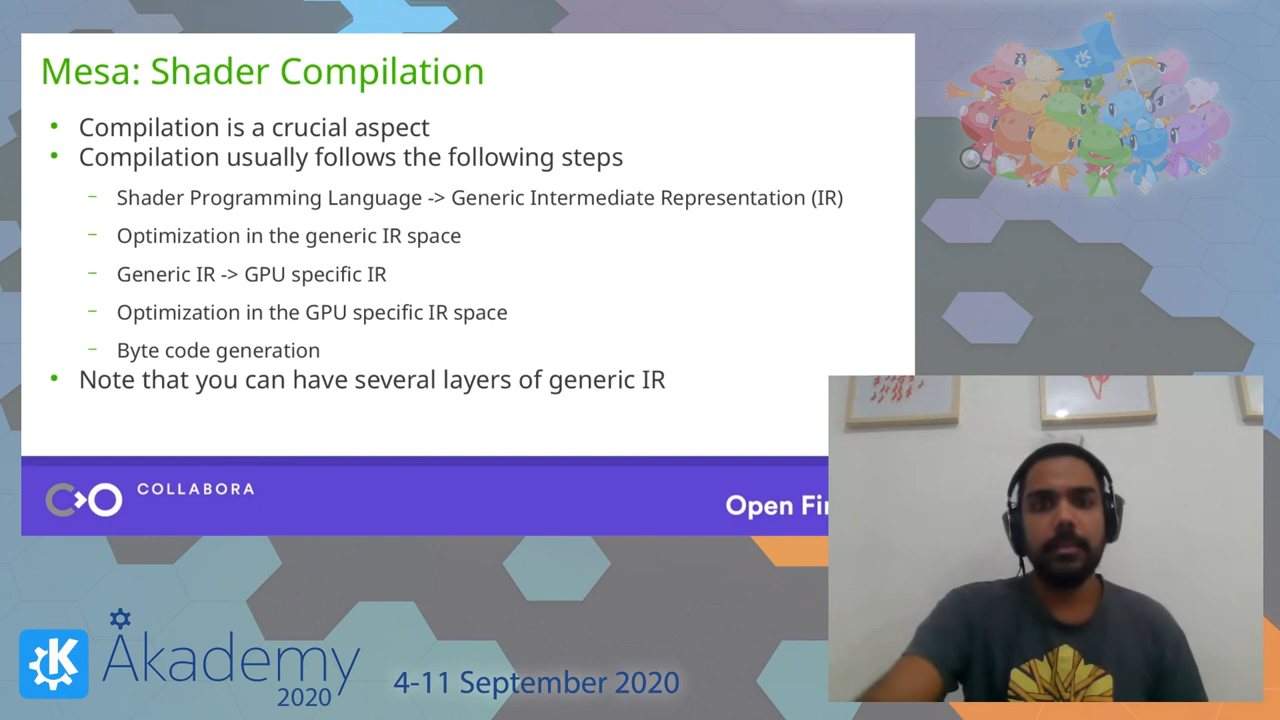 Mesa: Shader Compilation
• Compilation is a crucial aspect
• Compilation usually follows the following steps
– Shader Programming Language -> Generic Intermediate Representation (IR)
– Optimization in the generic IR space
– Generic IR -> GPU specific IR
– Optimization in the GPU specific IR space
– Byte code generation
• Note that you can have several layers of generic IR
COLLABORA
Open
Akademy
2020
4-11 September 2020